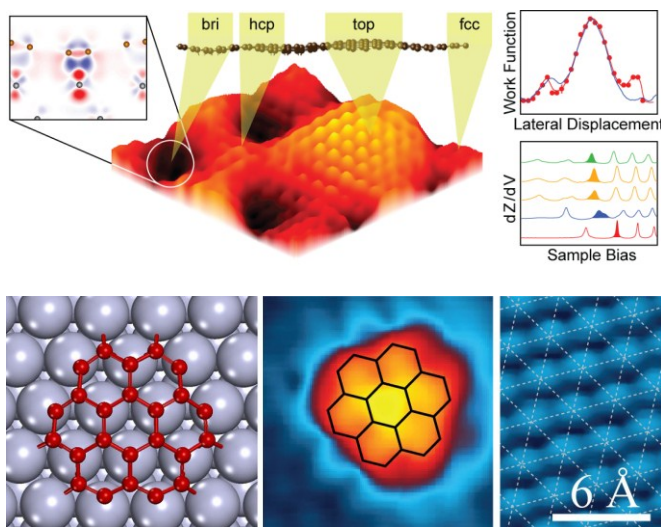 bri
hcp
top
fcc
Work Function
Lateral Displacement
dZ/dV
Sample Bias
6 Å